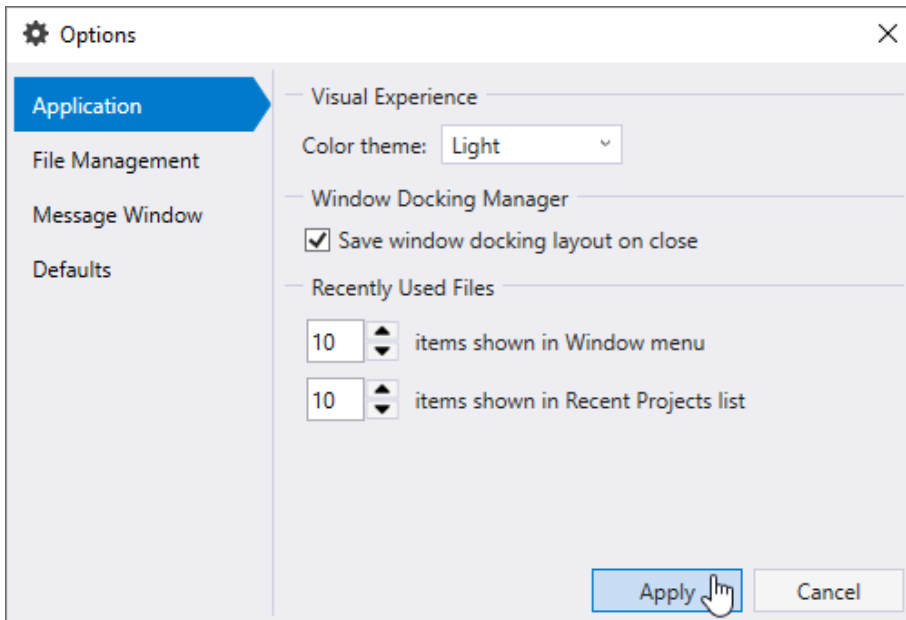 Options
Application
File Management
Message Window
Defaults
Visual Experience
Color theme: Light
Window Docking Manager
Save window docking layout on close
Recently Used Files
10 items shown in Window menu
10 items shown in Recent Projects list
Apply Cancel